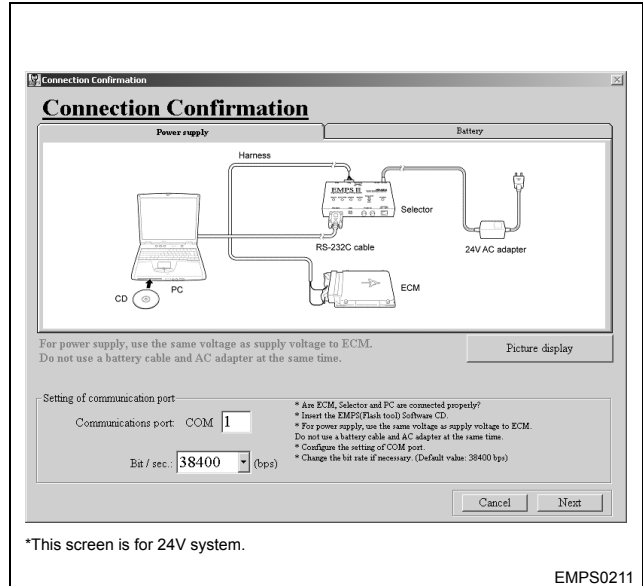 Connection Confirmation
Connection Confirmation
Power supply
Battery
Harness
EMPS II
Selector
RS-232C cable
24V AC adapter
PC
CD
ECM
For power supply, use the same voltage as supply voltage to ECM.
Do not use a battery cable and AC adapter at the same time.
Picture display
Setting of communication port
Communications port: COM 1
Bit / sec.: 38400 (bps)
* Are ECM, Selector and PC are connected properly?
* Insert the EMPS(Flash tool) Software CD.
* For power supply, use the same voltage as supply voltage to ECM.
Do not use a battery cable and AC adapter at the same time.
* Configure the setting of COM port.
* Change the bit rate if necessary. (Default value: 38400 bps)
Cancel
Next
*This screen is for 24V system.
EMPS0211